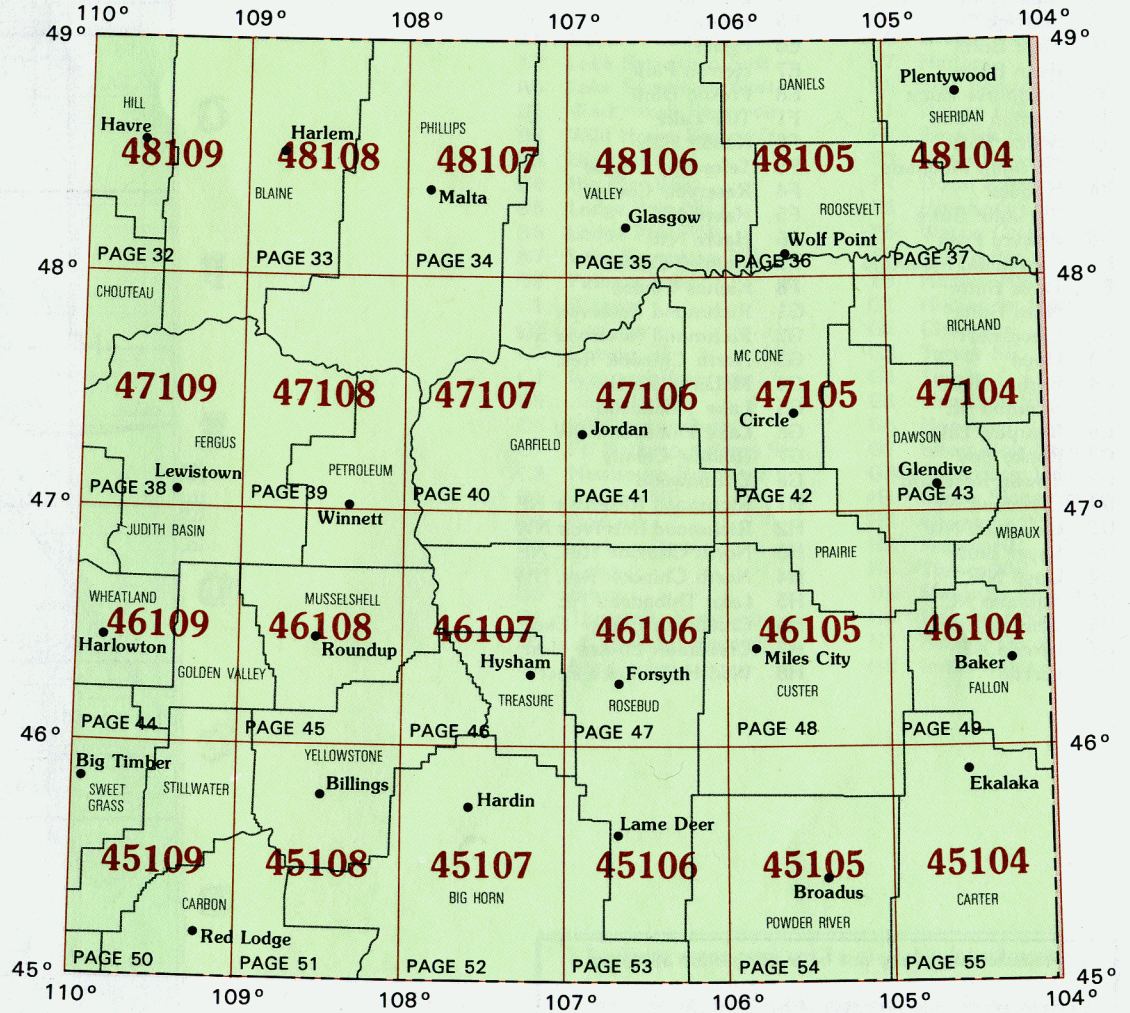 110° 109° 108° 107° 106° 105° 104°
49° 49°
DANIELS
Plentywood
HILL
SHERIDAN
Havre Harlem PHILLIPS
48109 48108 48107 48106 48105 48104
BLAINE Malta VALLEY
ROOSEVELT
Glasgow
Wolf Point
PAGE 32 PAGE 33 PAGE 34 PAGE 35 PAGE 36 PAGE 37
48° 48°
CHOUTEAU
RICHLAND
MC CONE
47109 47108 47107 47106 47105 47104
Circle
Jordan
FERGUS GARFIELD DAWSON
Lewistown PETROLEUM Glendive
PAGE 38 PAGE 39 PAGE 40 PAGE 41 PAGE 42 PAGE 43
47° 47°
Winnett
JUDITH BASIN WIBAUX
PRAIRIE
WHEATLAND MUSSELSHELL
46109 46108 46107 46106 46105 46104
Harlowton Roundup Miles City
Hysham Baker
GOLDEN VALLEY Forsyth
TREASURE ROSEBUD CUSTER FALLON
PAGE 44 PAGE 45 PAGE 46 PAGE 47 PAGE 48 PAGE 49
46° 46°
Big Timber YELLOWSTONE
SWEET
GRASS
STILLWATER Billings Ekalaka
Hardin
Lame Deer
45109 45108 45107 45106 45105 45104
Broadus
CARBON BIG HORN CARTER
POWDER RIVER
Red Lodge
PAGE 50 PAGE 51 PAGE 52 PAGE 53 PAGE 54 PAGE 55
45° 45°
110° 109° 108° 107° 106° 105° 104°